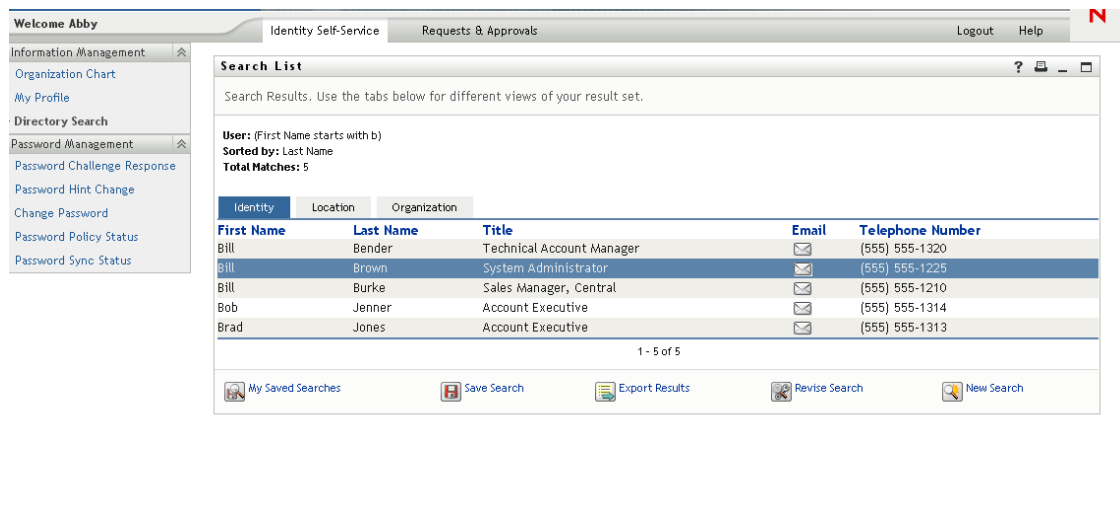 Welcome Abby
Identity Self-Service Requests & Approvals Logout Help N
Information Management
Organization Chart
My Profile
Directory Search
Password Management
Password Challenge Response
Password Hint Change
Change Password
Password Policy Status
Password Sync Status
Search List ?
Search Results. Use the tabs below for different views of your result set.
User: (First Name starts with b)
Sorted by: Last Name
Total Matches: 5
Identity Location Organization
First Name Last Name Title Email Telephone Number
Bill Bender Technical Account Manager (555) 555-1320
Bill Brown System Administrator (555) 555-1225
Bill Burke Sales Manager, Central (555) 555-1210
Bob Jenner Account Executive (555) 555-1314
Brad Jones Account Executive (555) 555-1313
1 - 5 of 5
My Saved Searches Save Search Export Results Revise Search New Search